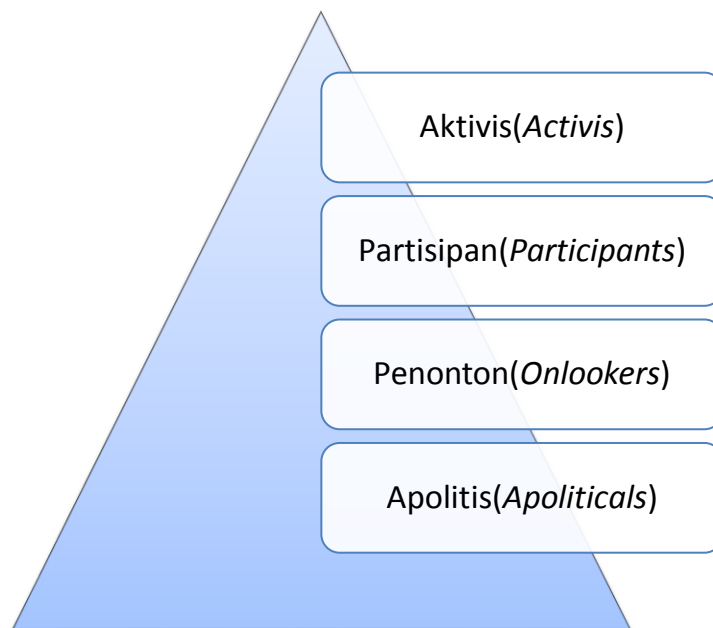 Aktivis(Activis)
Partisipan(Participants)
Penonton(Onlookers)
Apolitis(Apoliticals)